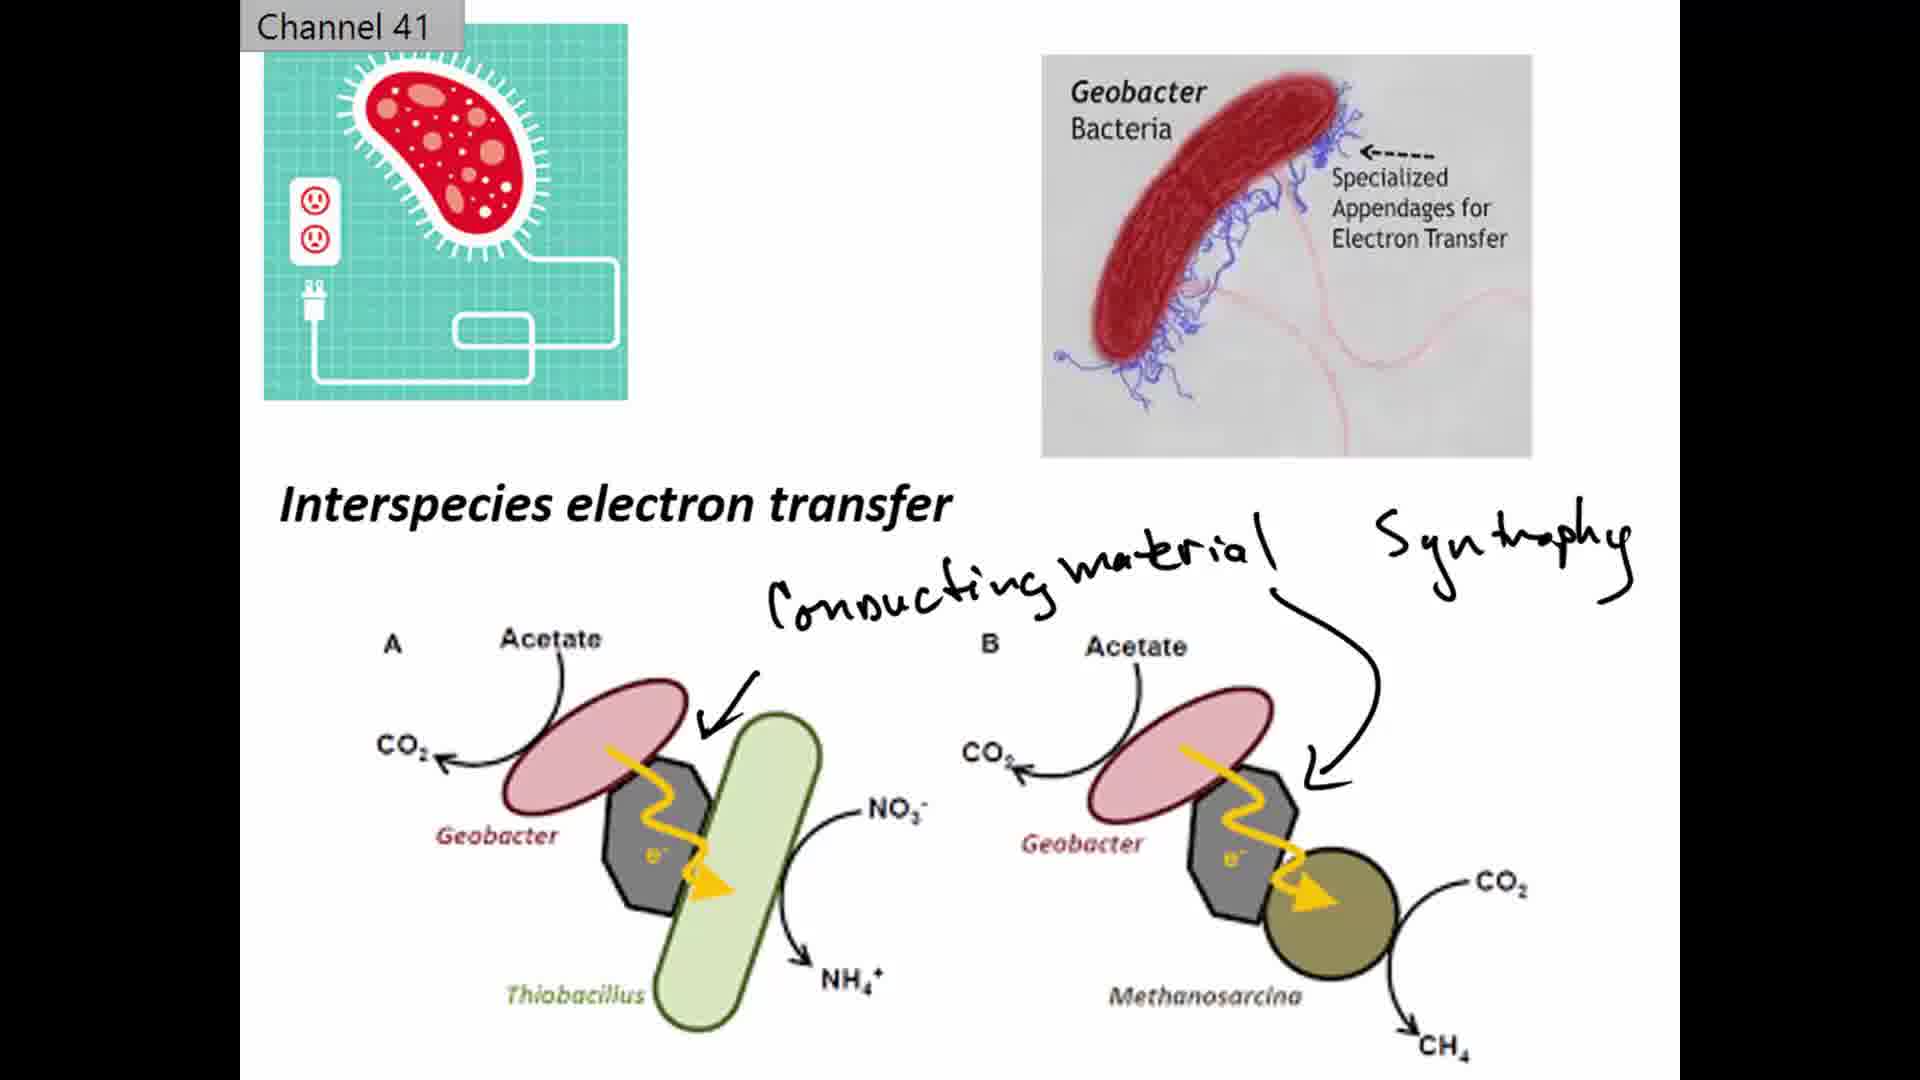 Channel 41
Geobacter
Bacteria
Specialized
Appendages for
Electron Transfer
Interspecies electron transfer
Conducting material
Syntrophy
A
Acetate
CO₂
Geobacter
e⁻
NO₃⁻
Thiobacillus
NH₄⁺
B
Acetate
CO₂
Geobacter
e⁻
CO₂
Methanosarcina
CH₄